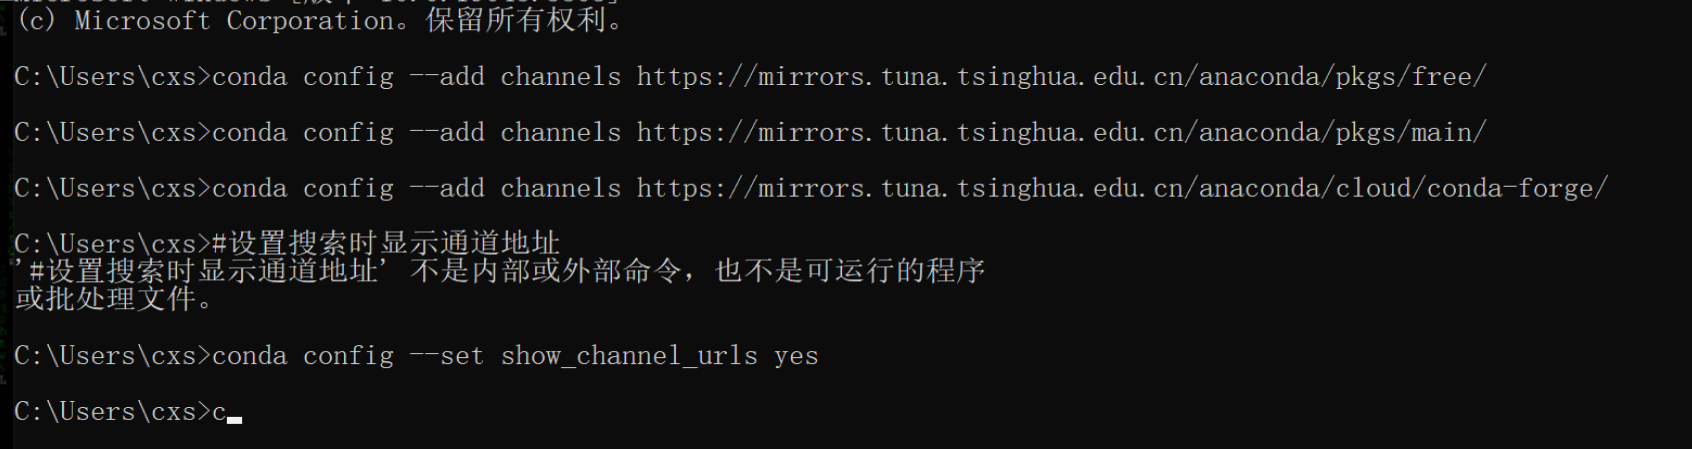 (c) Microsoft Corporation。保留所有权利。
C:\Users\cxs>conda config --add channels https://mirrors.tuna.tsinghua.edu.cn/anaconda/pkgs/free/
C:\Users\cxs>conda config --add channels https://mirrors.tuna.tsinghua.edu.cn/anaconda/pkgs/main/
C:\Users\cxs>conda config --add channels https://mirrors.tuna.tsinghua.edu.cn/anaconda/cloud/conda-forge/
C:\Users\cxs>#设置搜索时显示通道地址
'#设置搜索时显示通道地址' 不是内部或外部命令，也不是可运行的程序
或批处理文件。
C:\Users\cxs>conda config --set show_channel_urls yes
C:\Users\cxs>c